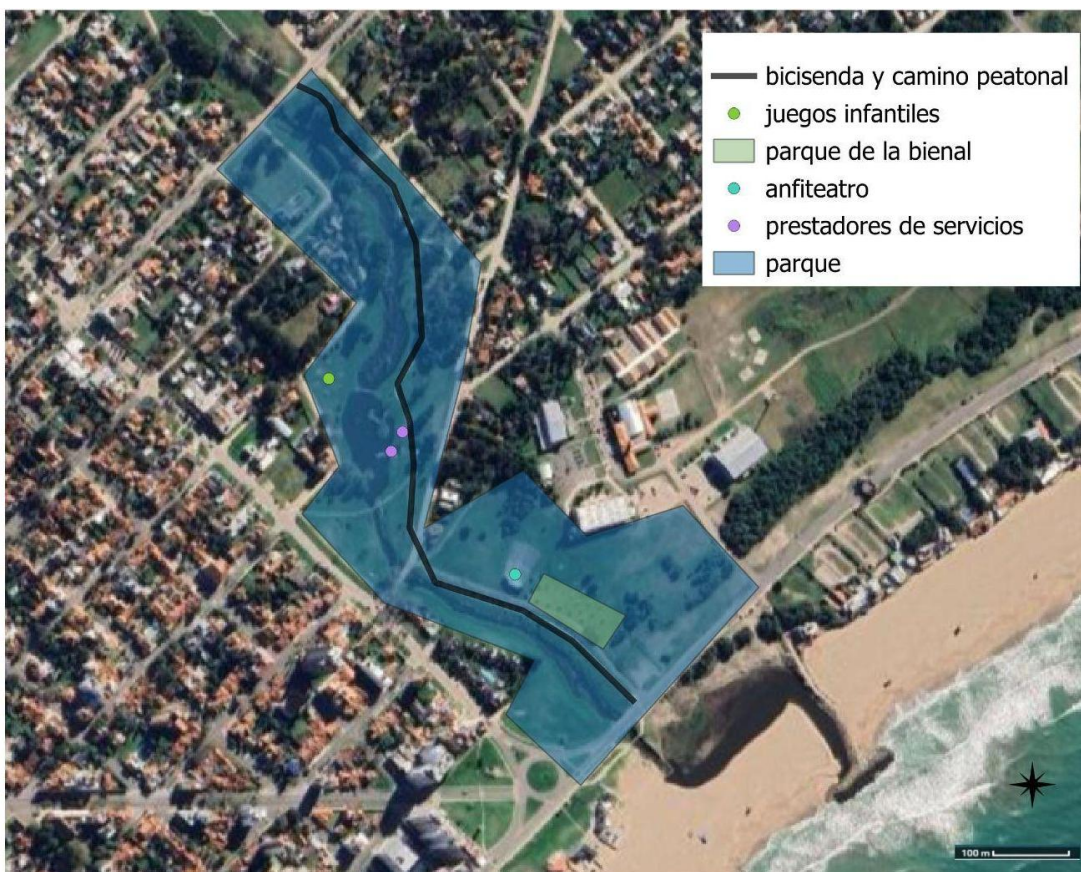 bicisenda y camino peatonal
juegos infantiles
parque de la bienal
anfiteatro
prestadores de servicios
parque
100 m